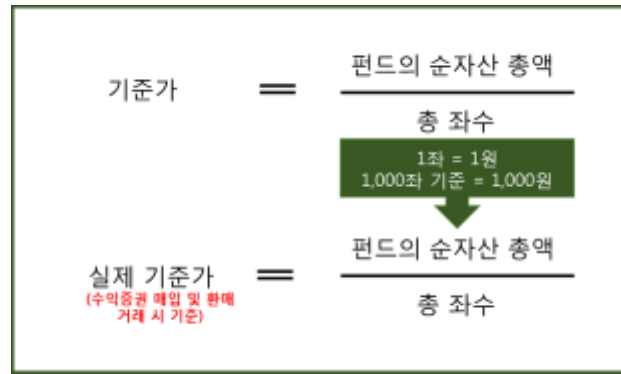 기준가
=
펀드의 순자산 총액
총 좌수
1좌 = 1원
1,000좌 기준 = 1,000원
실제 기준가
(수익증권 매입 및 환매
거래 시 기준)
=
펀드의 순자산 총액
총 좌수